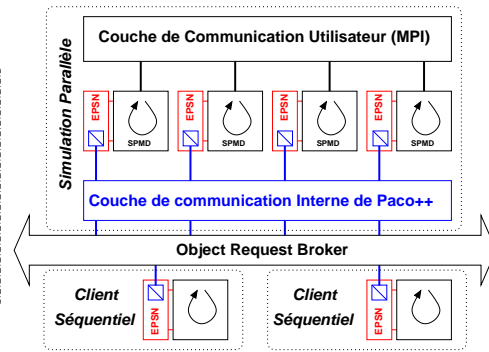 Couche de Communication Utilisateur (MPI)
Simulation Parallèle
EPSN
SPMD
EPSN
SPMD
EPSN
SPMD
EPSN
SPMD
Couche de communication Interne de Paco++
Object Request Broker
Client
Séquentiel
EPSN
Client
Séquentiel
EPSN